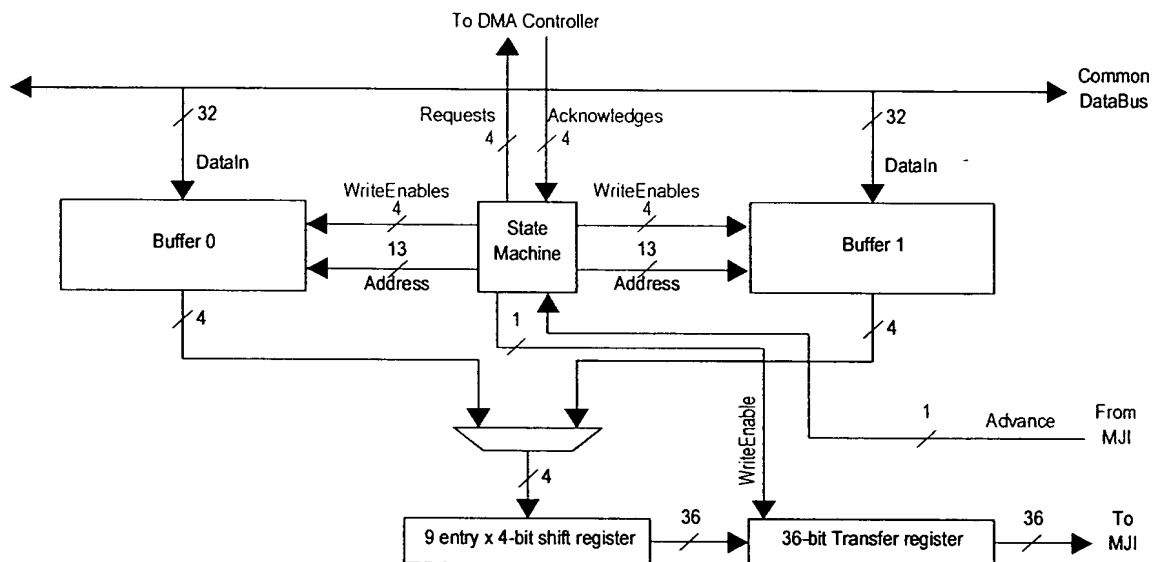 To DMA Controller
Common
DataBus
32
Requests
4
Acknowledges
4
32
DataIn
DataIn
WriteEnables
4
WriteEnables
4
Buffer 0
State
Machine
Buffer 1
13
Address
13
Address
4
1
4
WriteEnable
1
Advance
From
MJI
4
9 entry x 4-bit shift register
36
36-bit Transfer register
36
To
MJI